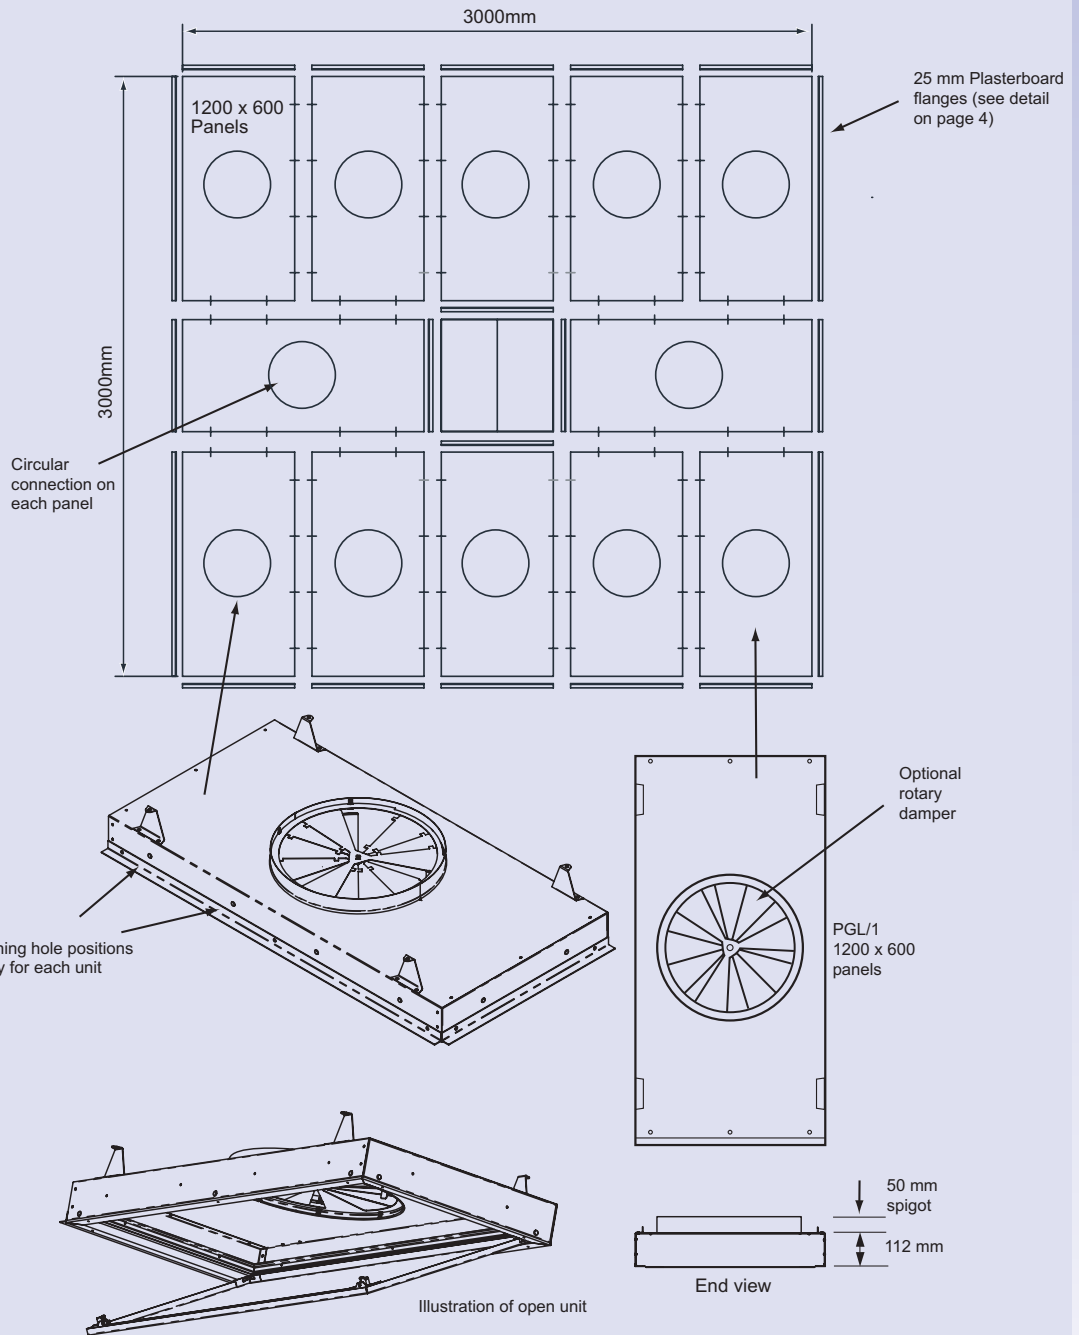 3000mm
25 mm Plasterboard
flanges (see detail
on page 4)
1200 x 600
Panels
3000mm
Circular
connection on
each panel
Optional
rotary
damper
hole positions
for each unit
PGL/1
1200 x 600
panels
50 mm
spigot
112 mm
End view
Illustration of open unit